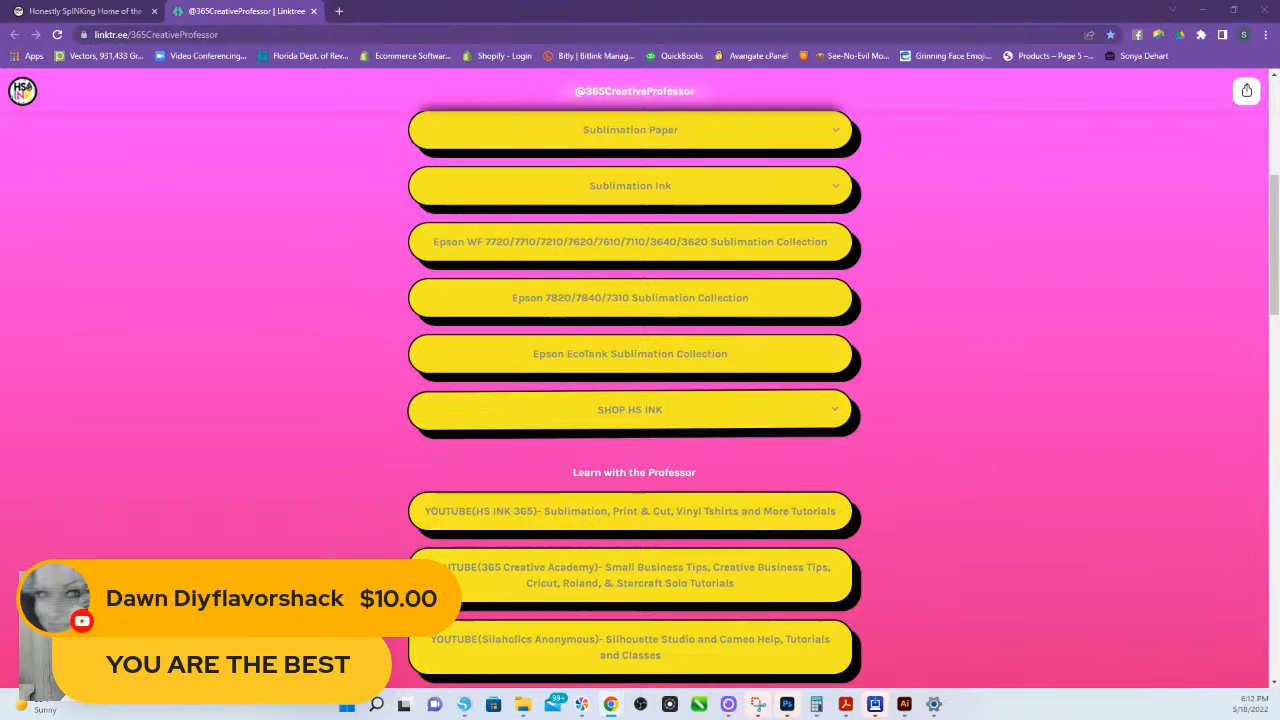 Honestly SpINKing Home of the
@365CreativeProfessor | Linktree
linktr.ee/365CreativeProfessor
Apps
Vectors, 931,433 Gr...
Video Conferencing...
Florida Dept. of Rev...
Ecommerce Softwar...
Shopify - Login
Bitly | Bitlink Manag...
QuickBooks
Avangate cPanel
See-No-Evil Mo...
Grinning Face Emoj...
Products – Page 5 –...
Sonya Dehart
@365CreativeProfessor
Sublimation Paper
Sublimation Ink
Epson WF 7720/7710/7210/7620/7610/7110/3640/3620 Sublimation Collection
Epson 7820/7840/7310 Sublimation Collection
Epson EcoTank Sublimation Collection
SHOP HS INK
Learn with the Professor
YOUTUBE(HS INK 365)- Sublimation, Print & Cut, Vinyl Tshirts and More Tutorials
UTUBE(365 Creative Academy)- Small Business Tips, Creative Business Tips,
Cricut, Roland, & Starcraft Solo Tutorials
YOUTUBE(Silaholics Anonymous)- Silhouette Studio and Cameo Help, Tutorials
and Classes
Dawn Diyflavorshack $10.00
YOU ARE THE BEST
Sunny
99+
6:12 PM
5/18/2022